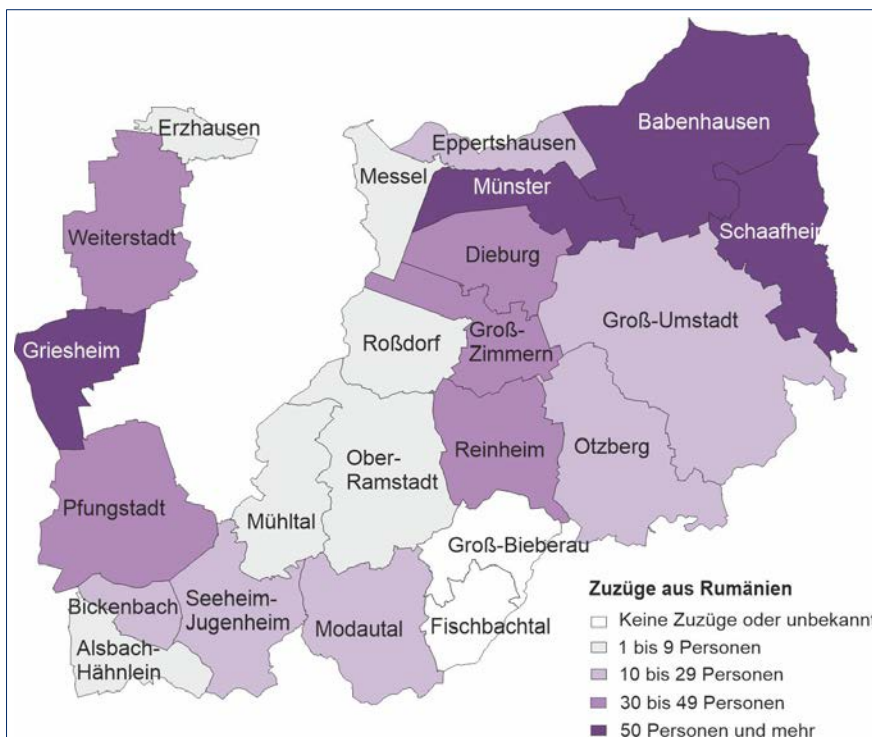 Erzhausen
Babenhausen
Eppertshausen
Messel
Münster
Schaafheim
Weiterstadt
Dieburg
Groß-Umstadt
Griesheim
Roßdorf
Groß-
Zimmern
Reinheim
Otzberg
Ober-
Ramstadt
Pfungstadt
Mühltal
Groß-Bieberau
Bickenbach
Seeheim-
Jugenheim
Modautal
Fischbachtal
Alsbach-
Hähnlein
Zuzüge aus Rumänien
Keine Zuzüge oder unbekannt
1 bis 9 Personen
10 bis 29 Personen
30 bis 49 Personen
50 Personen und mehr